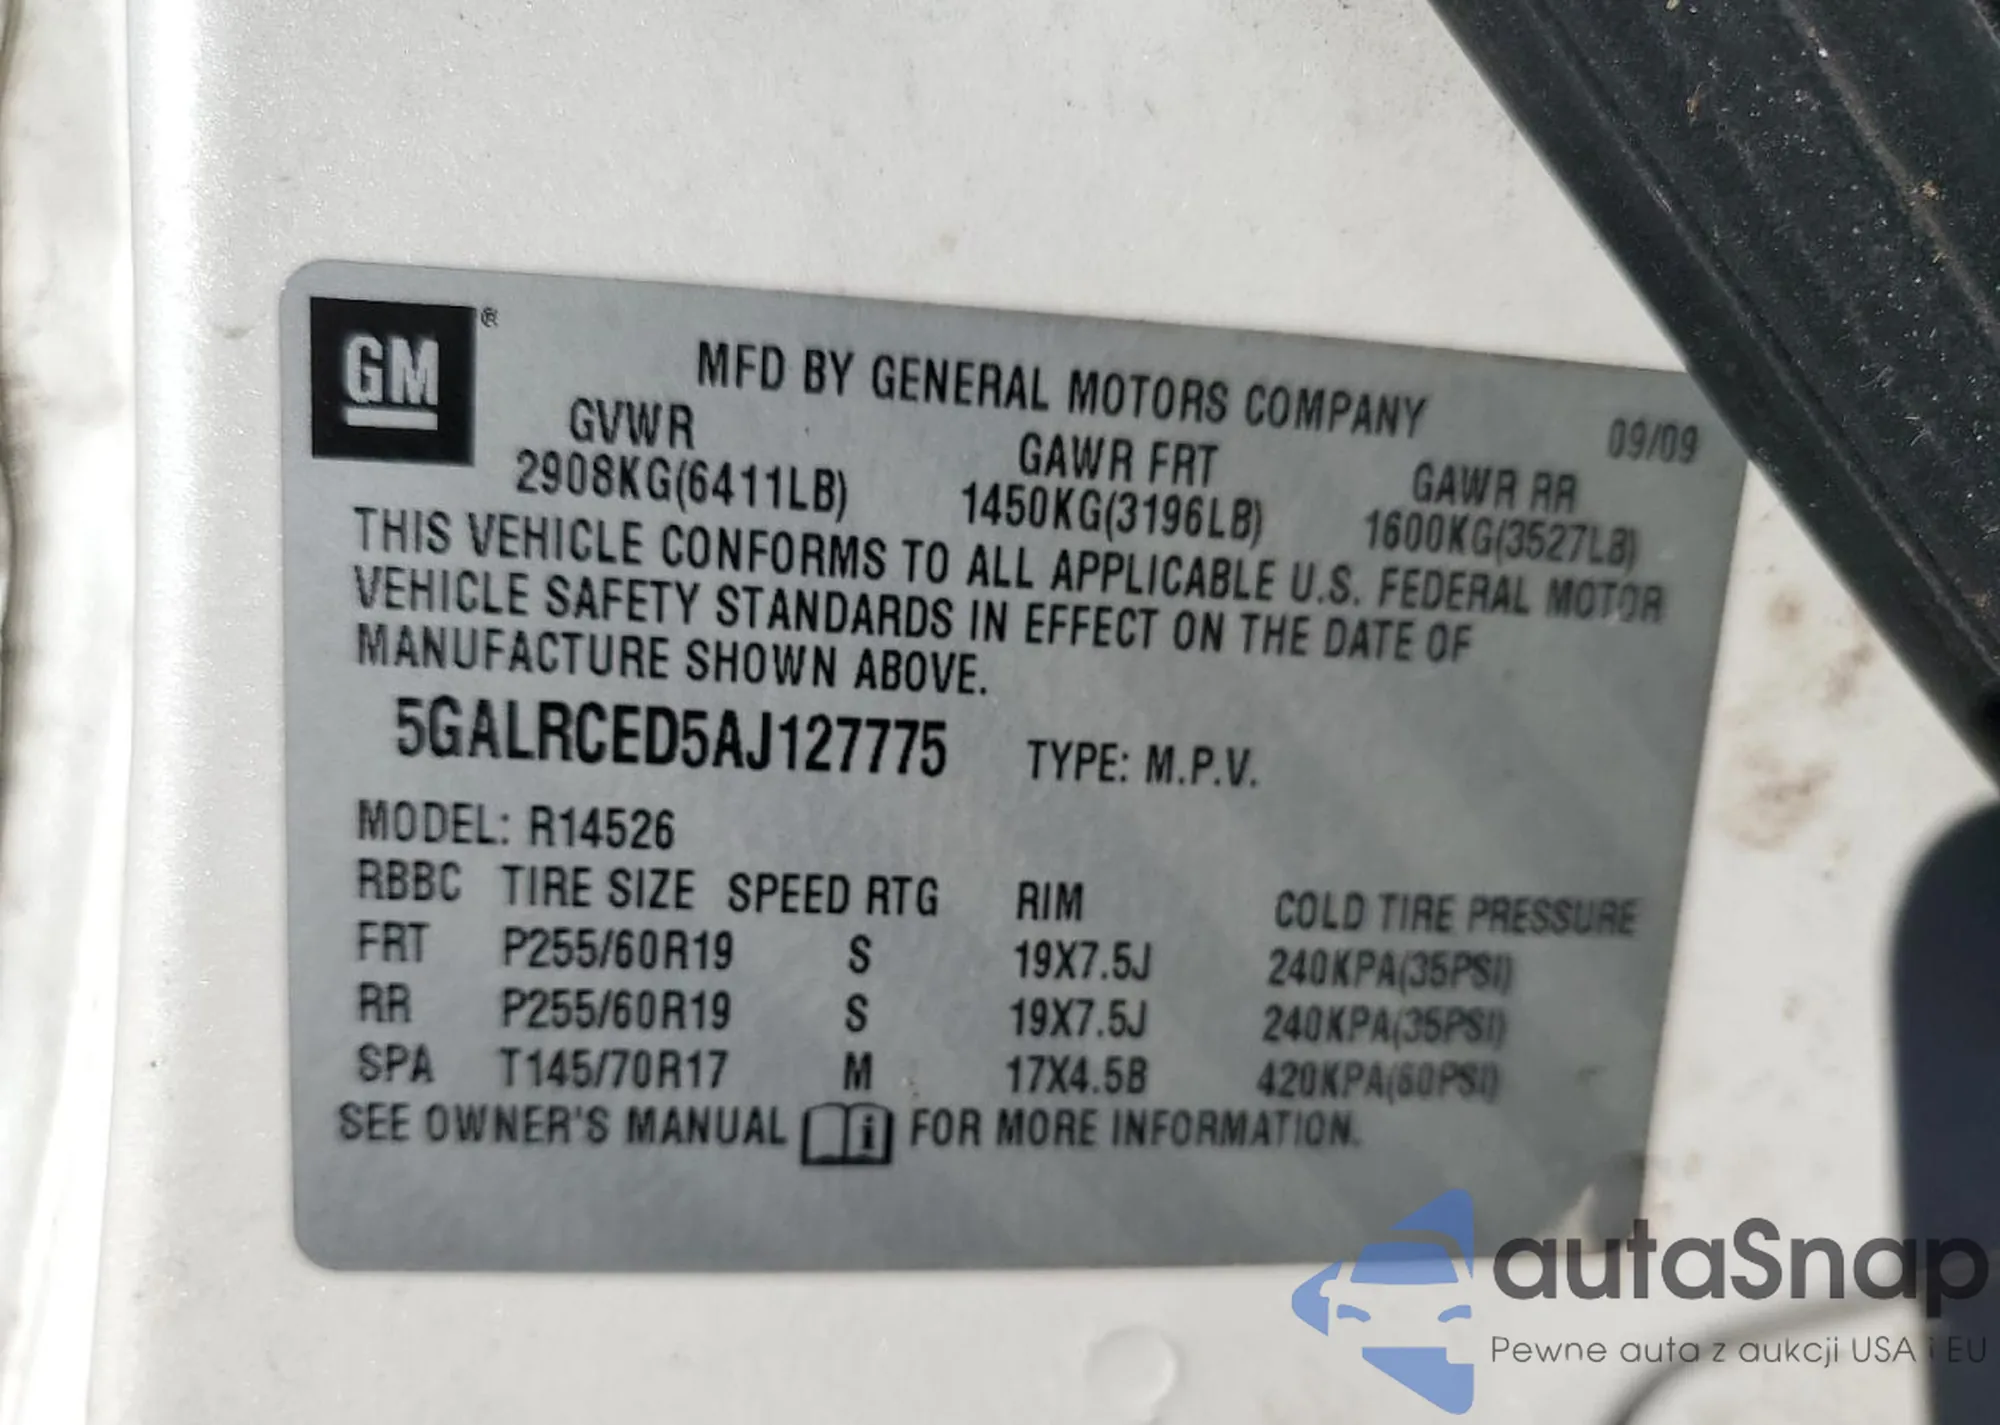 GM ®
MFD BY GENERAL MOTORS COMPANY
09/09
GVWR GAWR FRT GAWR RR
2908KG(6411LB) 1450KG(3196LB) 1600KG(3527LB)
THIS VEHICLE CONFORMS TO ALL APPLICABLE U.S. FEDERAL MOTOR
VEHICLE SAFETY STANDARDS IN EFFECT ON THE DATE OF
MANUFACTURE SHOWN ABOVE.
5GALRCED5AJ127775 TYPE: M.P.V.
MODEL: R14526
RBBC TIRE SIZE SPEED RTG RIM COLD TIRE PRESSURE
FRT P255/60R19 S 19X7.5J 240KPA(35PSI)
RR P255/60R19 S 19X7.5J 240KPA(35PSI)
SPA T145/70R17 M 17X4.5B 420KPA(60PSI)
SEE OWNER'S MANUAL i FOR MORE INFORMATION.
autaSnap
Pewne auta z aukcji USA i EU